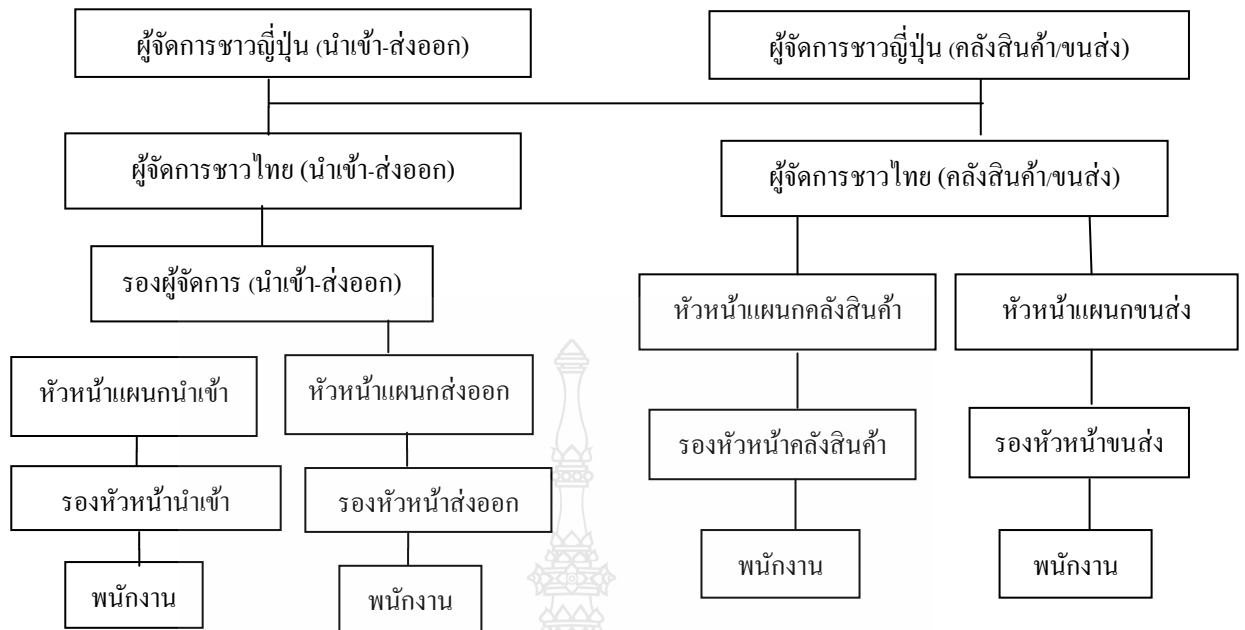 ผู้จัดการชาวญี่ปุ่น (นำเข้า-ส่งออก)
ผู้จัดการชาวญี่ปุ่น (คลังสินค้า/ขนส่ง)
ผู้จัดการชาวไทย (นำเข้า-ส่งออก)
ผู้จัดการชาวไทย (คลังสินค้า/ขนส่ง)
รองผู้จัดการ (นำเข้า-ส่งออก)
หัวหน้าแผนกคลังสินค้า
หัวหน้าแผนกขนส่ง
หัวหน้าแผนกนำเข้า
หัวหน้าแผนกส่งออก
รองหัวหน้าคลังสินค้า
รองหัวหน้าขนส่ง
รองหัวหน้านำเข้า
รองหัวหน้าส่งออก
พนักงาน
พนักงาน
พนักงาน
พนักงาน